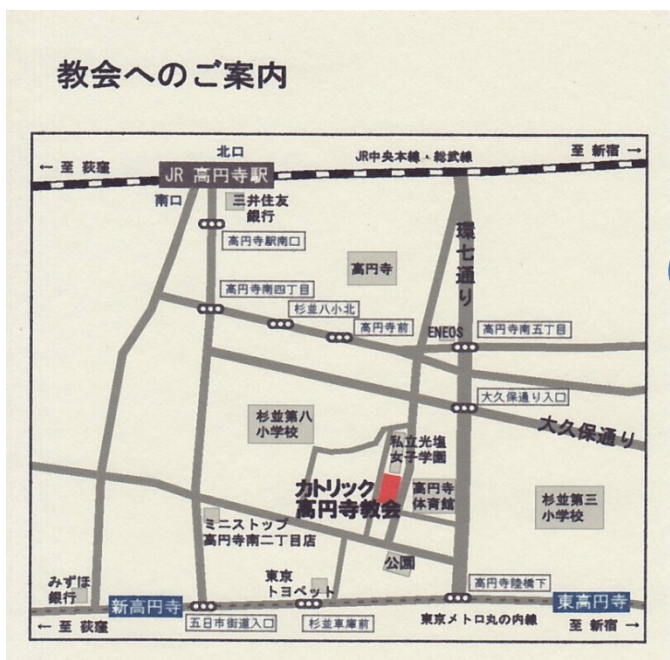 教会へのご案内
北口
← 至 荻窪
JR 高円寺駅
JR中央本線・総武線
至 新宿 →
南口
三井住友
銀行
高円寺駅南口
環七通り
高円寺
高円寺南四丁目
杉並八小北
高円寺前
ENEOS
高円寺南五丁目
大久保通り入口
大久保通り
杉並第八
小学校
私立光塩
女子学園
カトリック
高円寺教会
高円寺
体育館
杉並第三
小学校
ミニストップ
高円寺南二丁目店
公園
東京
トヨペット
みずほ
銀行
高円寺陸橋下
新高円寺
東高円寺
五日市街道入口
杉並車庫前
東京メトロ丸の内線
← 至 荻窪
至 新宿 →